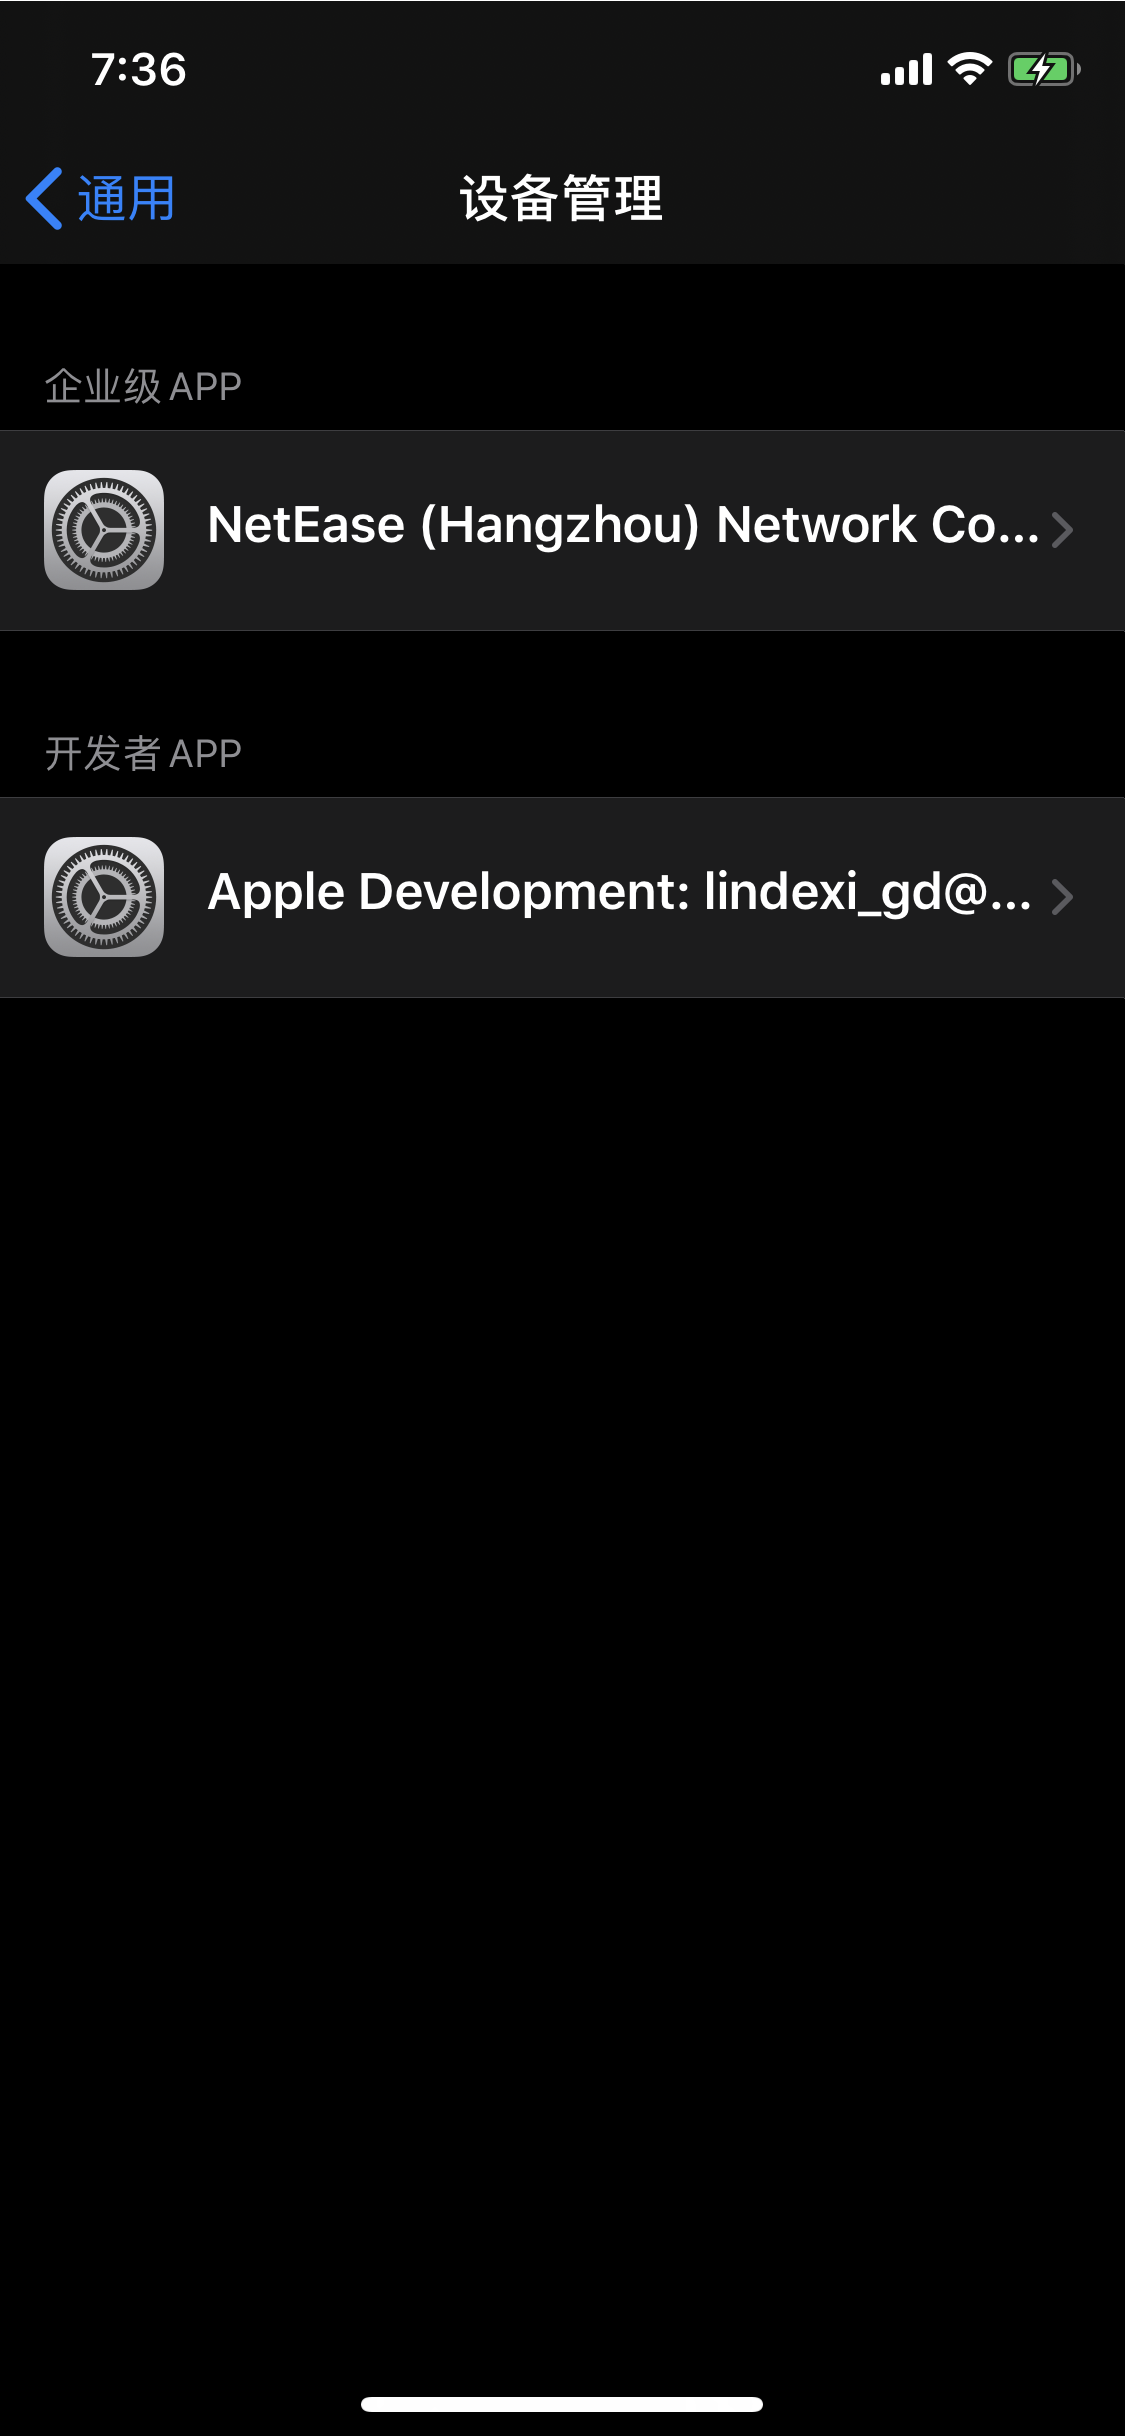 7:36
通用
设备管理
企业级 APP
NetEase (Hangzhou) Network Co...
开发者 APP
Apple Development: lindexi_gd@...